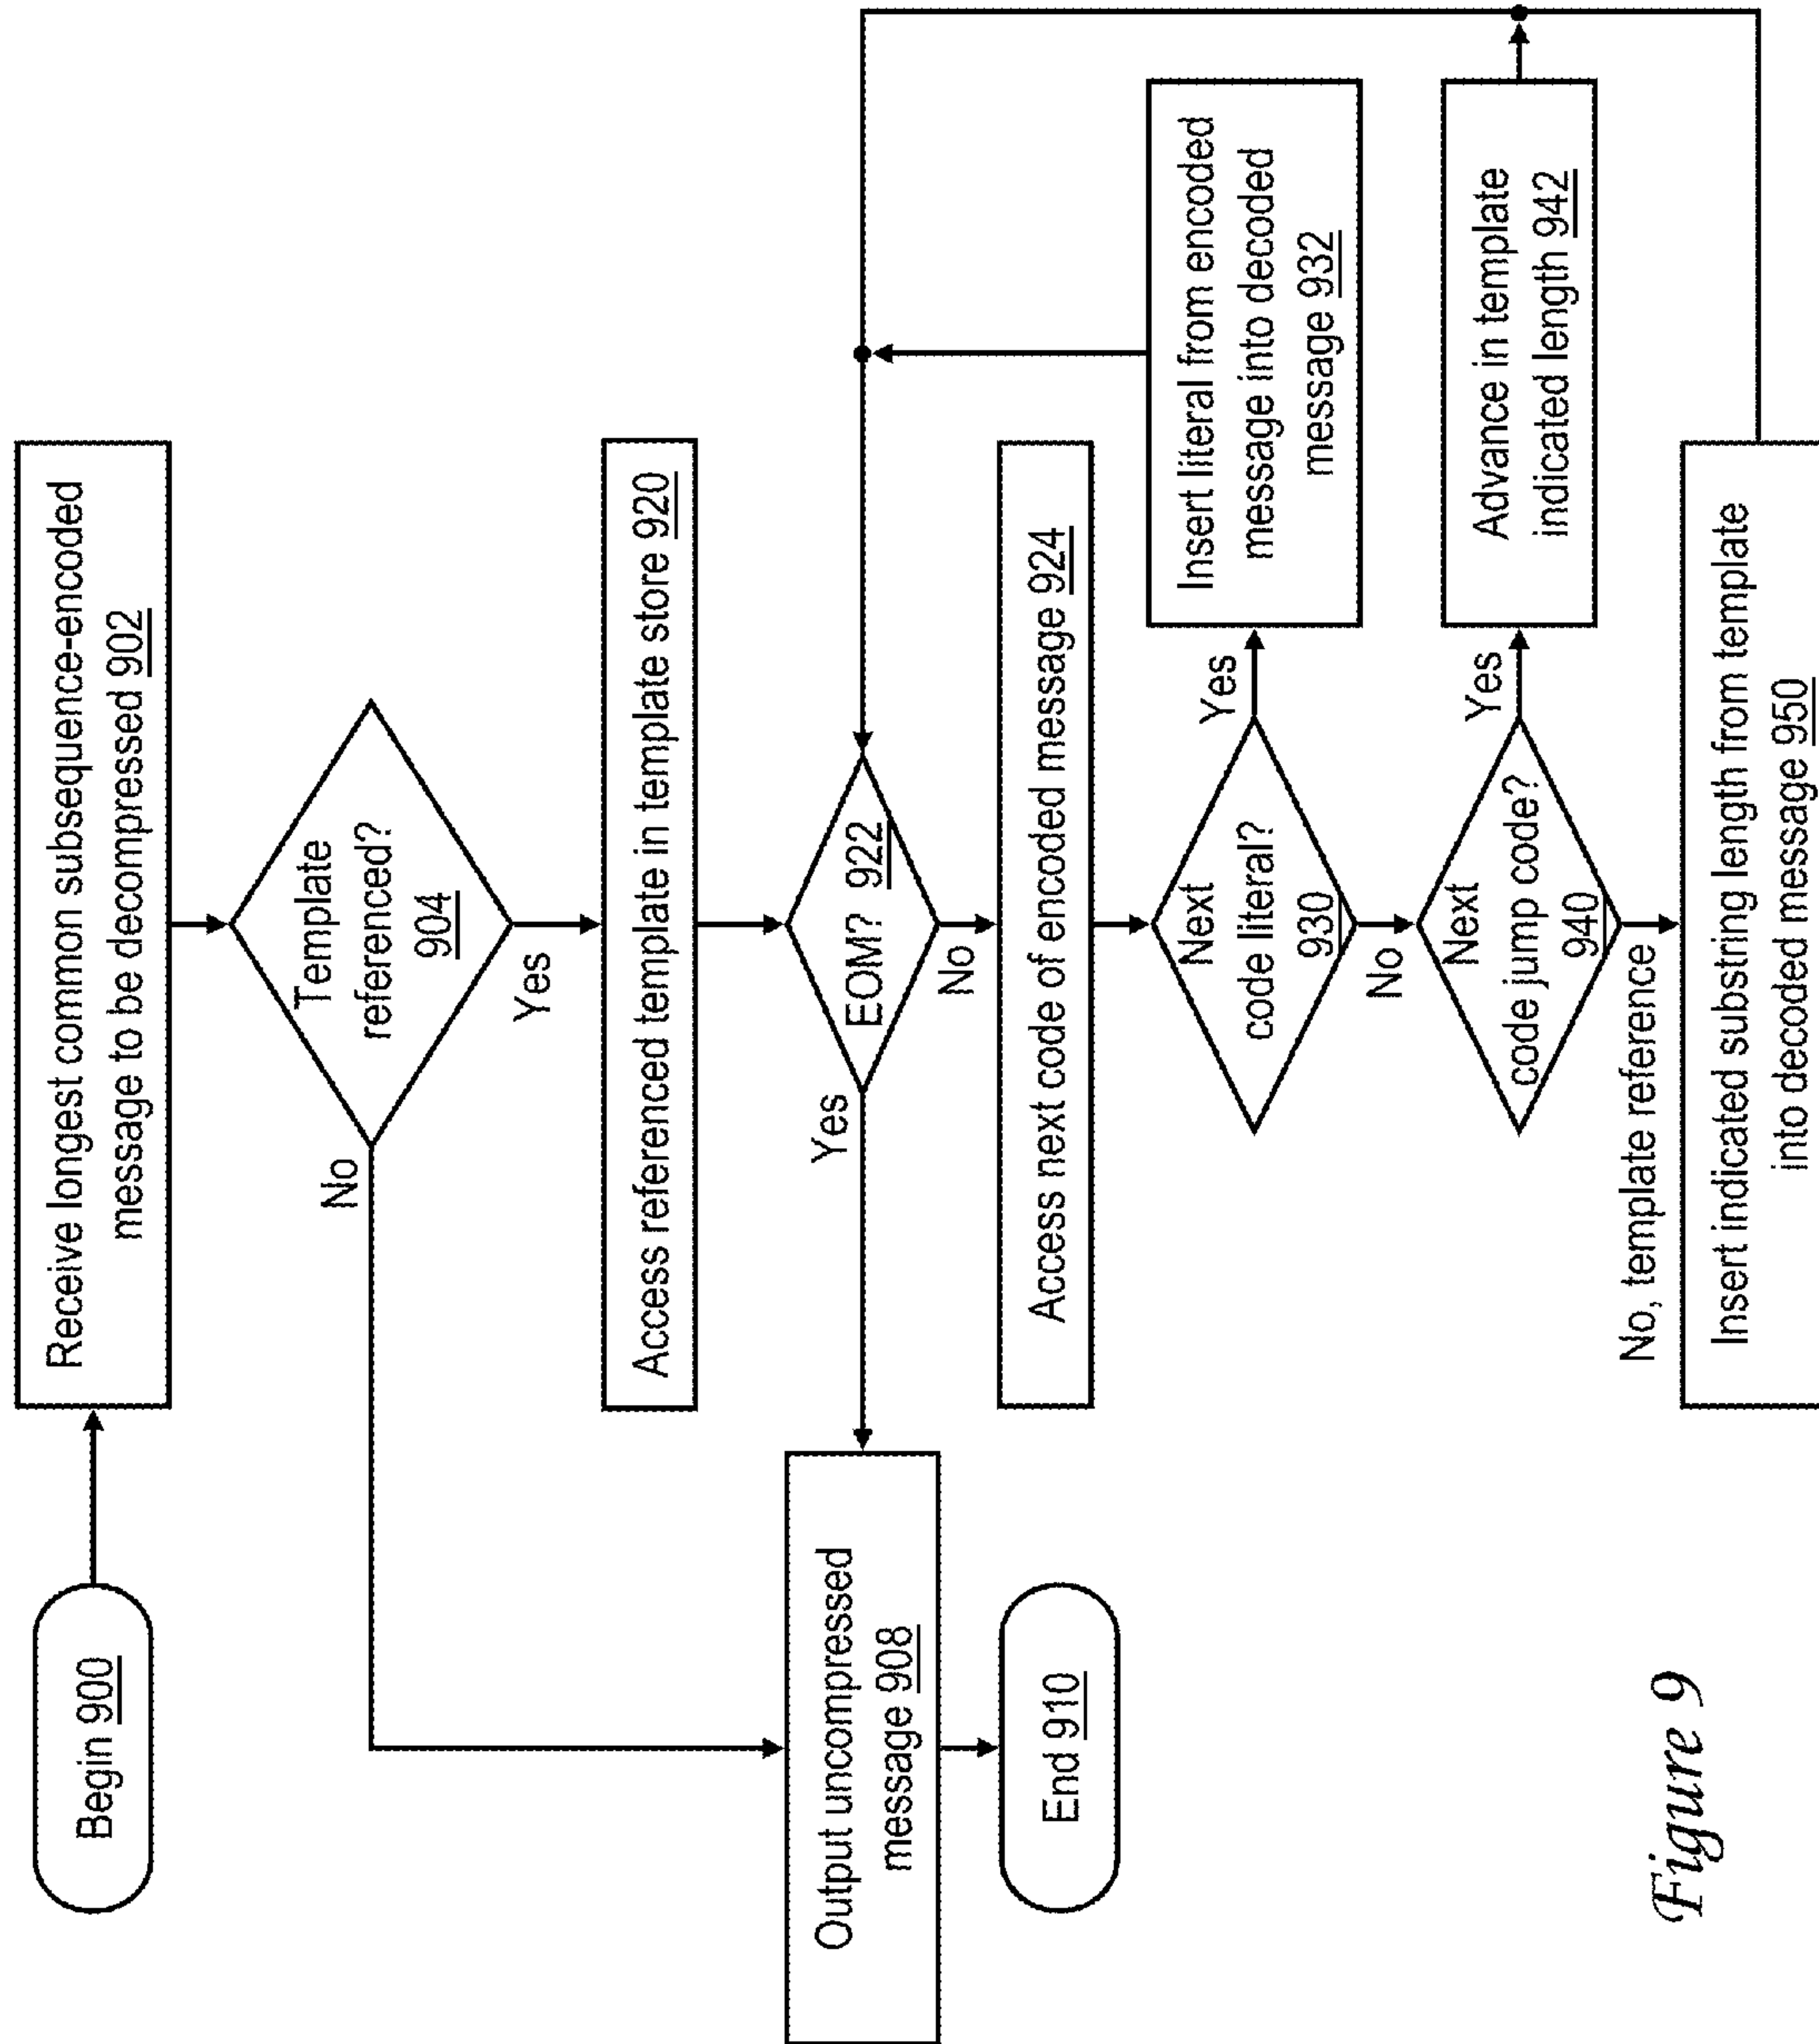 Begin 900
Receive longest common subsequence-encoded
message to be decompressed 902
Template
referenced?
904
No
Yes
Access referenced template in template store 920
Output uncompressed
message 908
Yes
EOM? 922
No
End 910
Access next code of encoded message 924
Next
code literal?
930
Yes
No
Insert literal from encoded
message into decoded
message 932
Next
code jump code?
940
Yes
No, template reference
Advance in template
indicated length 942
Insert indicated substring length from template
into decoded message 950
Figure 9